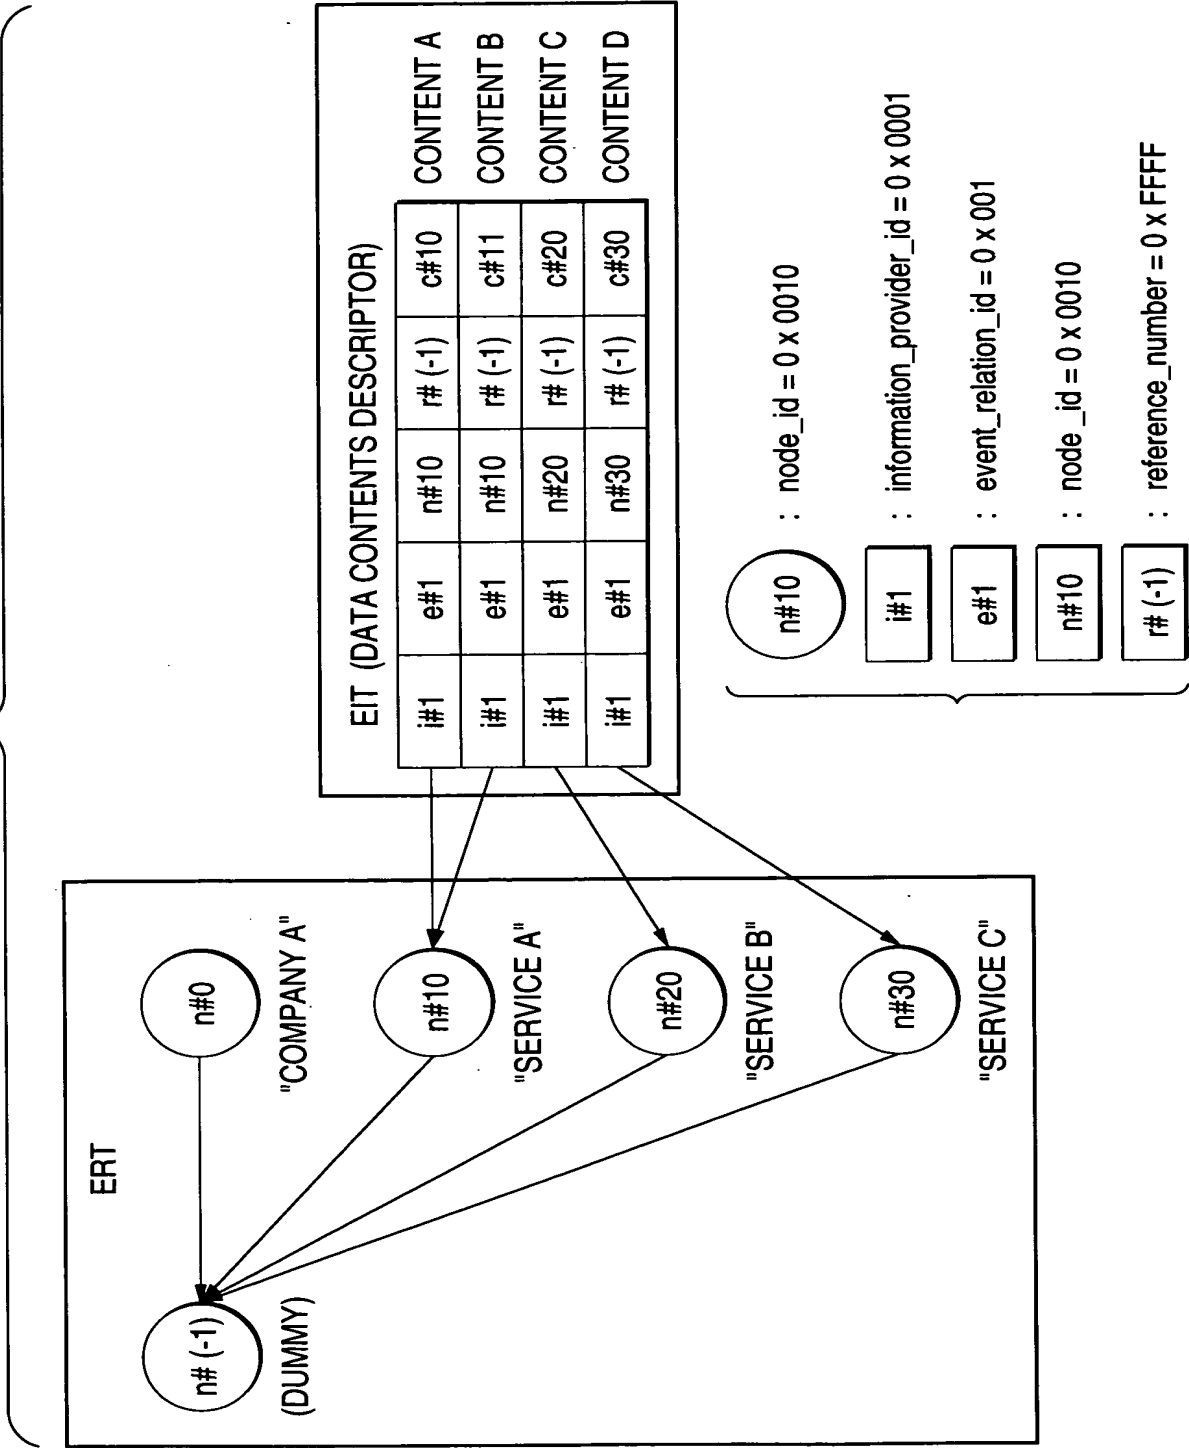 ERT
n# (-1)
(DUMMY)
n#0
"COMPANY A"
n#10
"SERVICE A"
n#20
"SERVICE B"
n#30
"SERVICE C"
EIT (DATA CONTENTS DESCRIPTOR)
i#1 e#1 n#10 r# (-1) c#10 CONTENT A
i#1 e#1 n#10 r# (-1) c#11 CONTENT B
i#1 e#1 n#20 r# (-1) c#20 CONTENT C
i#1 e#1 n#30 r# (-1) c#30 CONTENT D
n#10 : node_id = 0 x 0010
i#1 : information_provider_id = 0 x 0001
e#1 : event_relation_id = 0 x 001
n#10 : node _id = 0 x 0010
r# (-1) : reference_number = 0 x FFFF